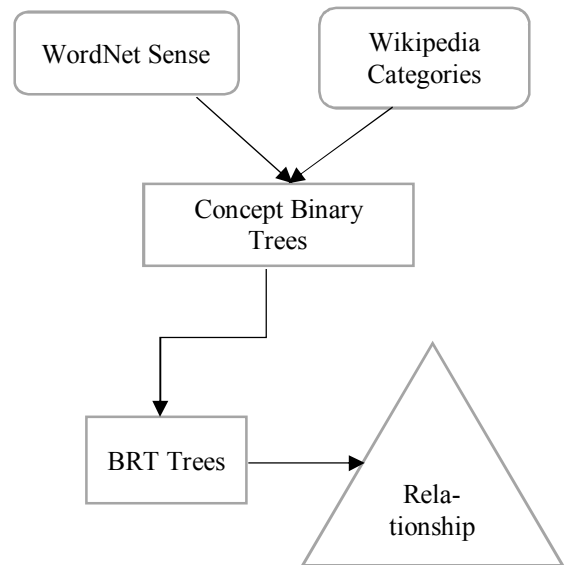 WordNet Sense
Wikipedia
Categories
Concept Binary
Trees
BRT Trees
Rela-
tionship